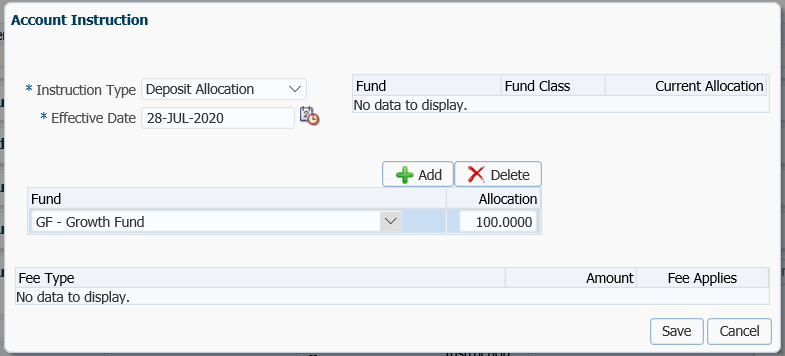 Account Instruction
* Instruction Type Deposit Allocation
* Effective Date 28-JUL-2020
Fund Fund Class Current Allocation
No data to display.
Add Delete
Fund Allocation
GF - Growth Fund 100.0000
Fee Type Amount Fee Applies
No data to display.
Save Cancel